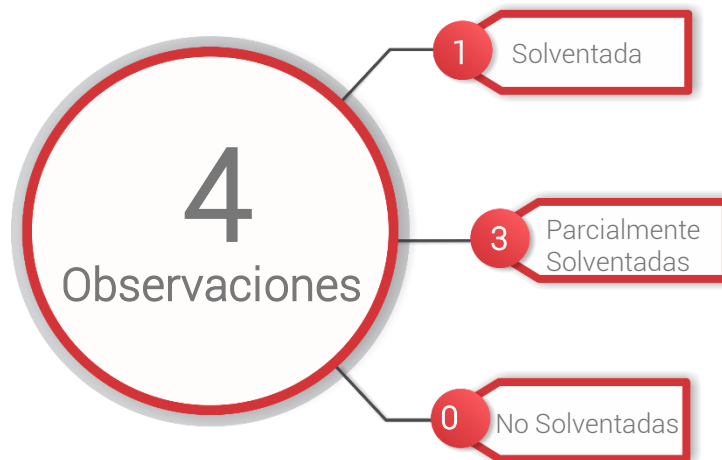 4
Observaciones
1
Solventada
3
Parcialmente
Solventadas
0
No Solventadas